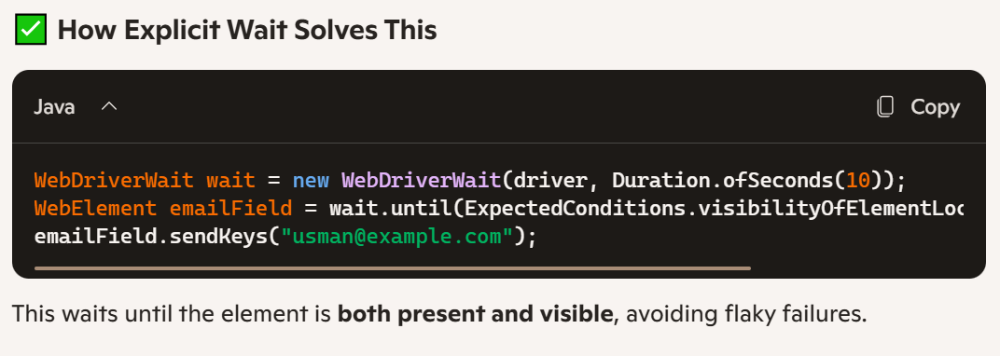 ✅ How Explicit Wait Solves This
Java
Copy
WebDriverWait wait = new WebDriverWait(driver, Duration.ofSeconds(10));
WebElement emailField = wait.until(ExpectedConditions.visibilityOfElementLoc
emailField.sendKeys("usman@example.com");
This waits until the element is both present and visible, avoiding flaky failures.